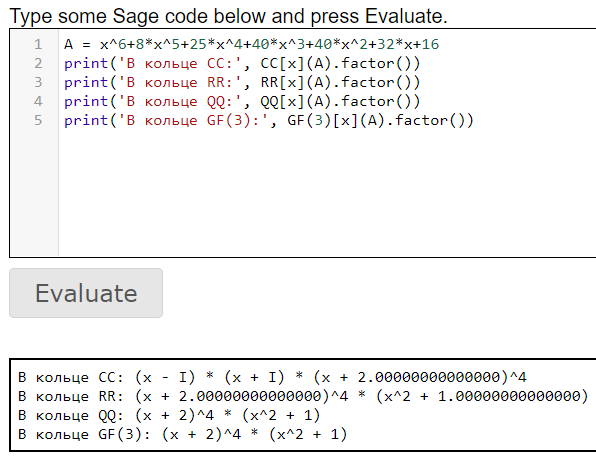 Type some Sage code below and press Evaluate.
1 A = x^6+8*x^5+25*x^4+40*x^3+40*x^2+32*x+16
2 print('В кольце CC:', CC[x](A).factor())
3 print('В кольце RR:', RR[x](A).factor())
4 print('В кольце QQ:', QQ[x](A).factor())
5 print('В кольце GF(3):', GF(3)[x](A).factor())
Evaluate
В кольце CC: (x - I) * (x + I) * (x + 2.00000000000000)^4
В кольце RR: (x + 2.00000000000000)^4 * (x^2 + 1.00000000000000)
В кольце QQ: (x + 2)^4 * (x^2 + 1)
В кольце GF(3): (x + 2)^4 * (x^2 + 1)